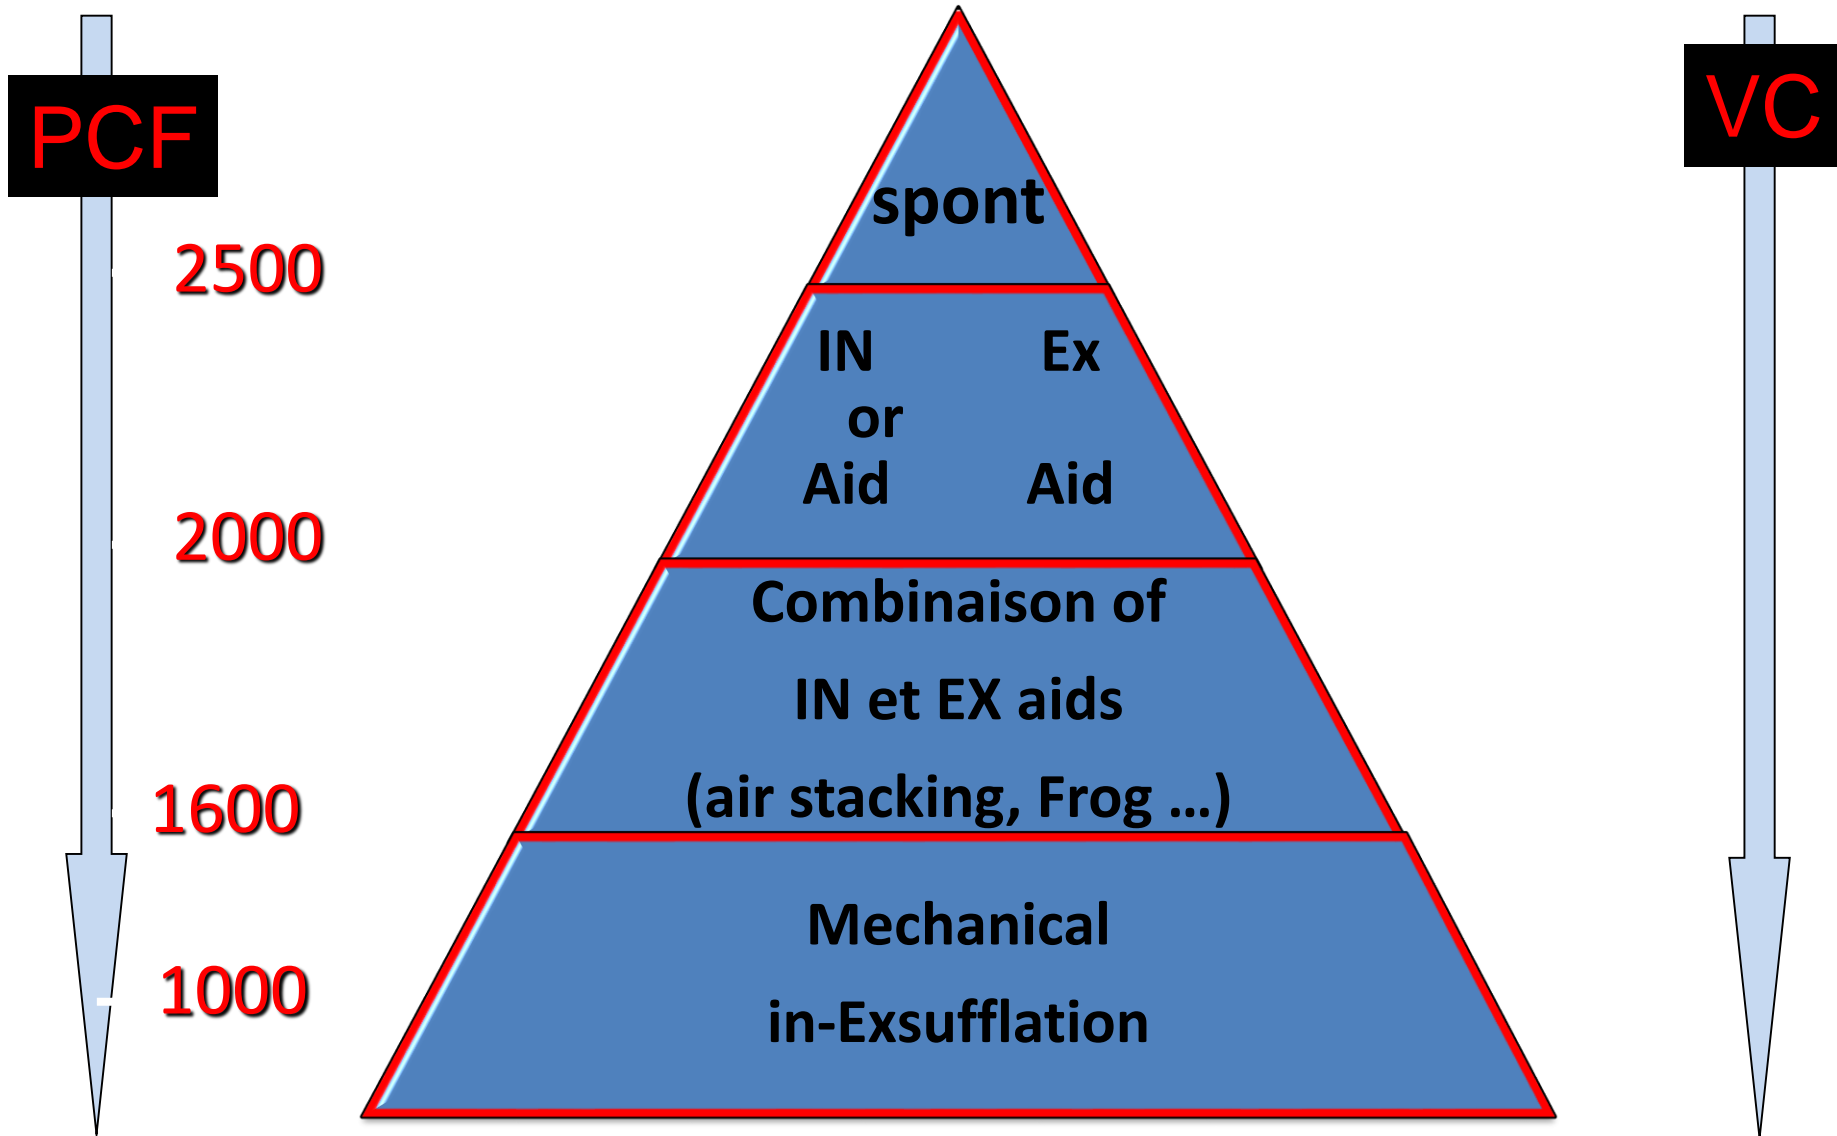 PCF
VC
spont
2500
IN Ex
or
Aid Aid
2000
Combinaison of
IN et EX aids
(air stacking, Frog ...)
1600
Mechanical
1000
in-Exsufflation